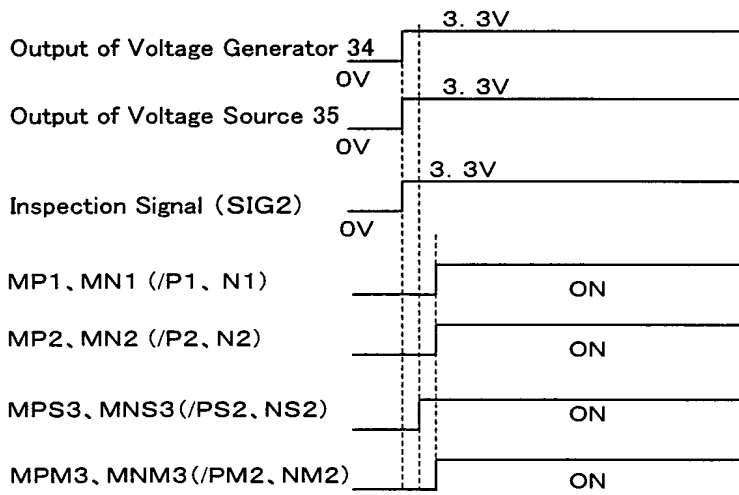 3. 3V
Output of Voltage Generator 34
0V
3. 3V
Output of Voltage Source 35
0V
3. 3V
Inspection Signal (SIG2)
0V
MP1、MN1 (/P1、N1)
ON
MP2、MN2 (/P2、N2)
ON
MPS3、MNS3(/PS2、NS2)
ON
MPM3、MNM3(/PM2、NM2)
ON